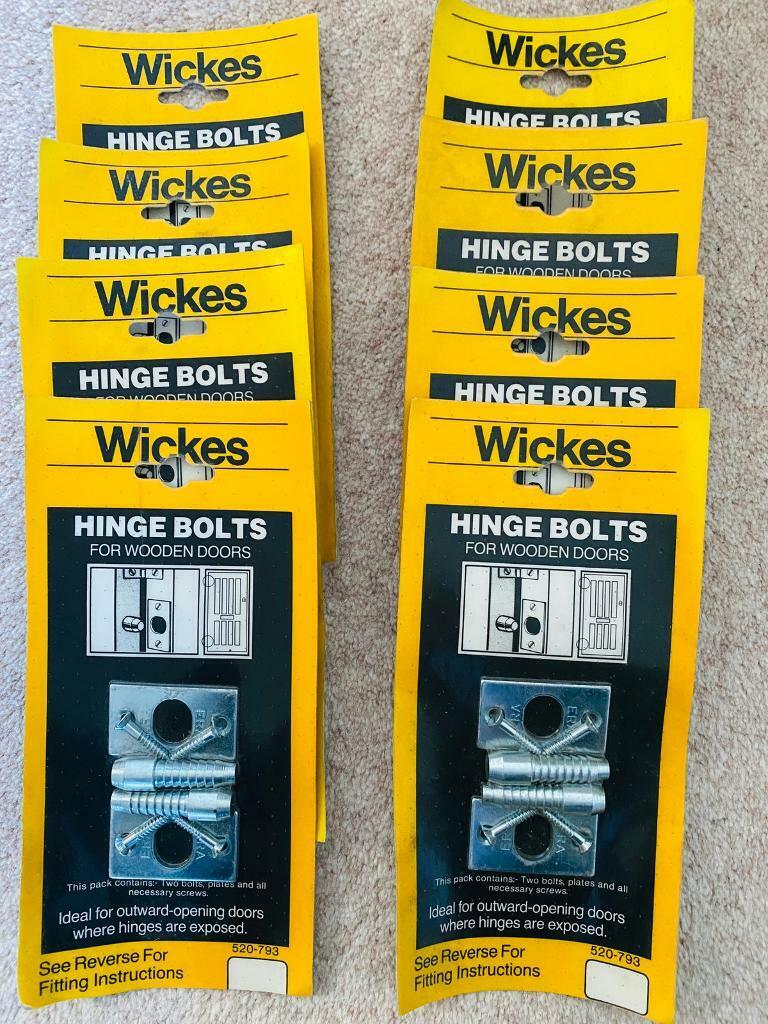 Wickes
HINGE BOLTS
Wickes
HINGE BOLTS
Wickes
HINGE BOLTS
FOR WOODEN DOORS
Wickes
HINGE BOLTS
FOR WOODEN DOORS
This pack contains:- Two bolts, plates and all
necessary screws.
Ideal for outward-opening doors
where hinges are exposed.
520-793
See Reverse For
Fitting Instructions
Wickes
HINGE BOLTS
Wickes
HINGE BOLTS
FOR WOODEN DOORS
Wickes
HINGE BOLTS
Wickes
HINGE BOLTS
FOR WOODEN DOORS
This pack contains:- Two bolts, plates and all
necessary screws.
Ideal for outward-opening doors
where hinges are exposed.
520-793
See Reverse For
Fitting Instructions